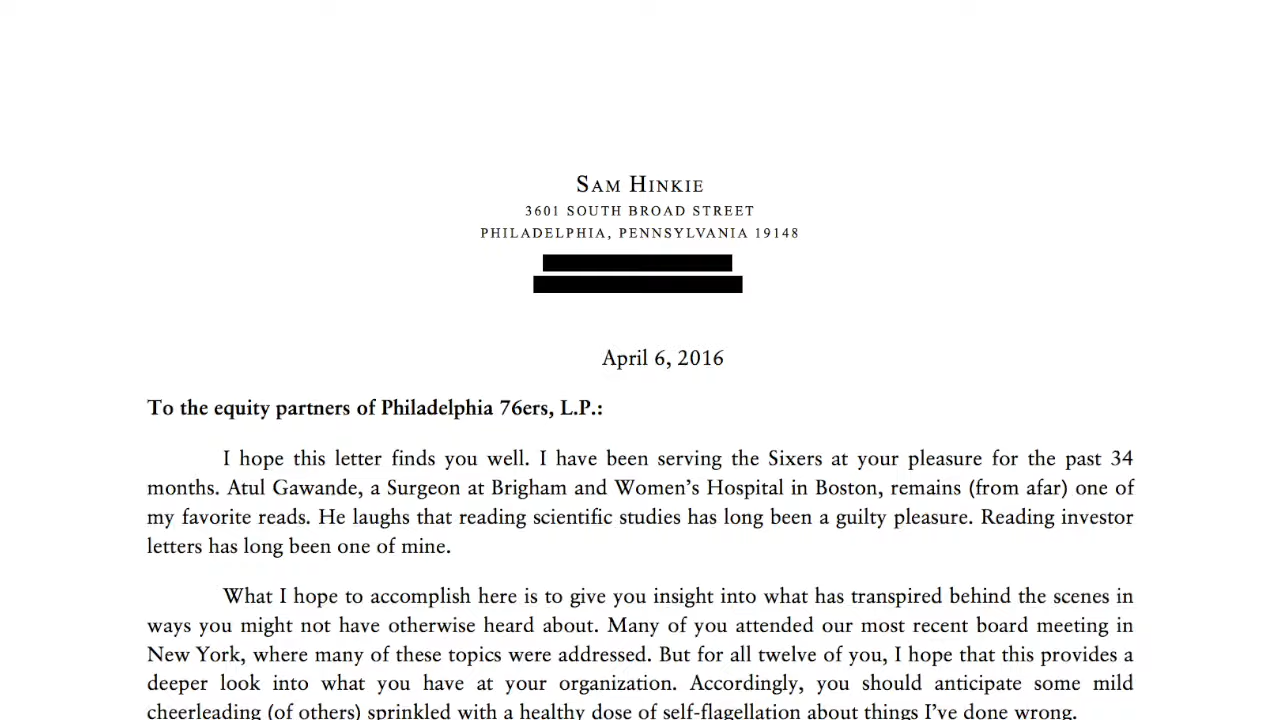 SAM HINKIE
3601 SOUTH BROAD STREET
PHILADELPHIA, PENNSYLVANIA 19148
April 6, 2016
To the equity partners of Philadelphia 76ers, L.P.:
I hope this letter finds you well. I have been serving the Sixers at your pleasure for the past 34
months. Atul Gawande, a Surgeon at Brigham and Women’s Hospital in Boston, remains (from afar) one of
my favorite reads. He laughs that reading scientific studies has long been a guilty pleasure. Reading investor
letters has long been one of mine.
What I hope to accomplish here is to give you insight into what has transpired behind the scenes in
ways you might not have otherwise heard about. Many of you attended our most recent board meeting in
New York, where many of these topics were addressed. But for all twelve of you, I hope that this provides a
deeper look into what you have at your organization. Accordingly, you should anticipate some mild
cheerleading (of others) sprinkled with a healthy dose of self-flagellation about things I’ve done wrong.